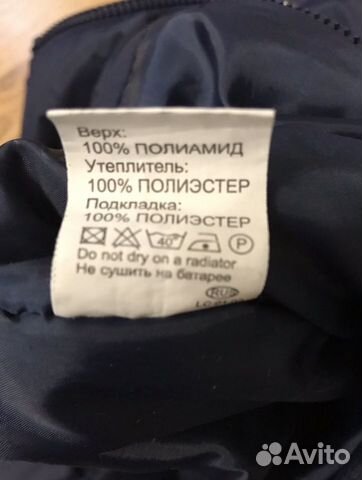 Верх:
100% ПОЛИАМИД
Утеплитель:
100% ПОЛИЭСТЕР
Подкладка:
100% ПОЛИЭСТЕР
40° P
Do not dry on a radiator
Не сушить на батарее
RUS
Avito